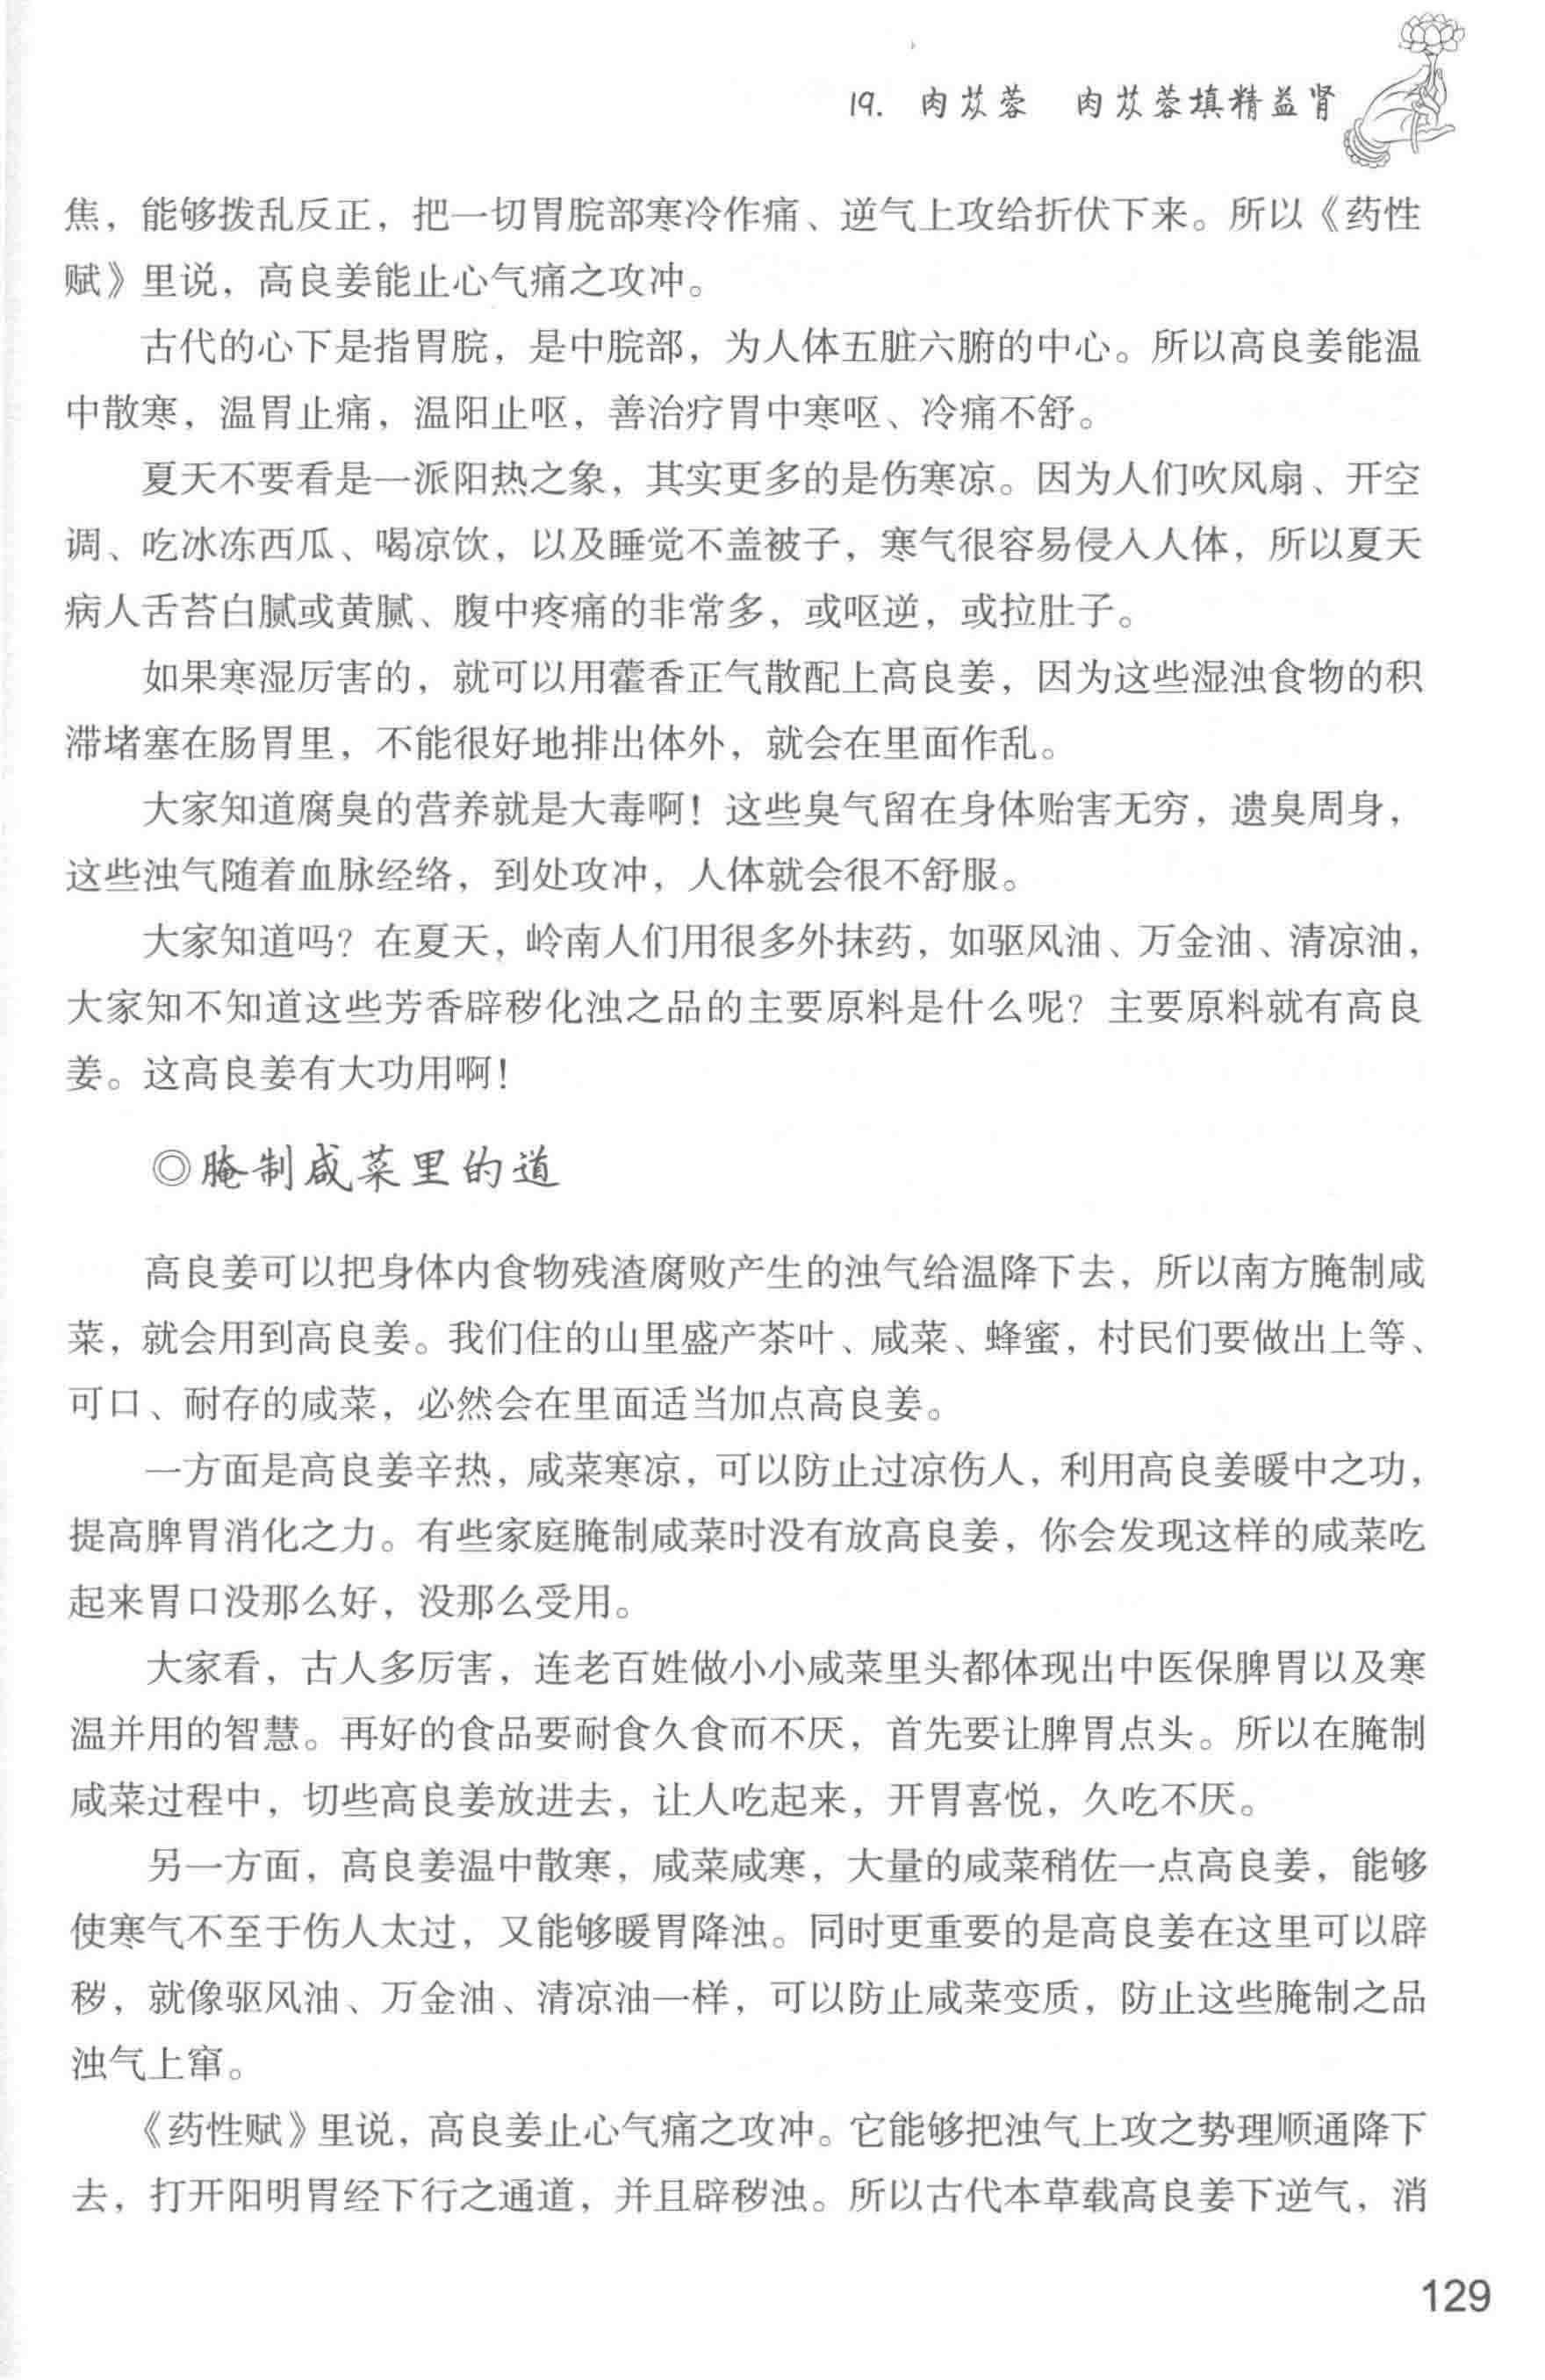 19. 肉苁蓉 肉苁蓉填精益肾
焦，能够拨乱反正，把一切胃脘部寒冷作痛、逆气上攻给折伏下来。所以《药性
赋》里说，高良姜能止心气痛之攻冲。
古代的心下是指胃脘，是中脘部，为人体五脏六腑的中心。所以高良姜能温
中散寒，温胃止痛，温阳止呕，善治疗胃中寒呕、冷痛不舒。
夏天不要看是一派阳热之象，其实更多的是伤寒凉。因为人们吹风扇、开空
调、吃冰冻西瓜、喝凉饮，以及睡觉不盖被子，寒气很容易侵入人体，所以夏天
病人舌苔白腻或黄腻、腹中疼痛的非常多，或呕逆，或拉肚子。
如果寒湿厉害的，就可以用藿香正气散配上高良姜，因为这些湿浊食物的积
滞堵塞在肠胃里，不能很好地排出体外，就会在里面作乱。
大家知道腐臭的营养就是大毒啊！这些臭气留在身体贻害无穷，遗臭周身，
这些浊气随着血脉经络，到处攻冲，人体就会很不舒服。
大家知道吗？在夏天，岭南人们用很多外抹药，如驱风油、万金油、清凉油，
大家知不知道这些芳香辟秽化浊之品的主要原料是什么呢？主要原料就有高良
姜。这高良姜有大功用啊！
◎腌制咸菜里的道
高良姜可以把身体内食物残渣腐败产生的浊气给温降下去，所以南方腌制咸
菜，就会用到高良姜。我们住的山里盛产茶叶、咸菜、蜂蜜，村民们要做出上等、
可口、耐存的咸菜，必然会在里面适当加点高良姜。
一方面是高良姜辛热，咸菜寒凉，可以防止过凉伤人，利用高良姜暖中之功，
提高脾胃消化之力。有些家庭腌制咸菜时没有放高良姜，你会发现这样的咸菜吃
起来胃口没那么好，没那么受用。
大家看，古人多厉害，连老百姓做小小咸菜里头都体现出中医保脾胃以及寒
温并用的智慧。再好的食品要耐食久食而不厌，首先要让脾胃点头。所以在腌制
咸菜过程中，切些高良姜放进去，让人吃起来，开胃喜悦，久吃不厌。
另一方面，高良姜温中散寒，咸菜咸寒，大量的咸菜稍佐一点高良姜，能够
使寒气不至于伤人太过，又能够暖胃降浊。同时更重要的是高良姜在这里可以辟
秽，就像驱风油、万金油、清凉油一样，可以防止咸菜变质，防止这些腌制之品
浊气上窜。
《药性赋》里说，高良姜止心气痛之攻冲。它能够把浊气上攻之势理顺通降下
去，打开阳明胃经下行之通道，并且辟秽浊。所以古代本草载高良姜下逆气，消
129